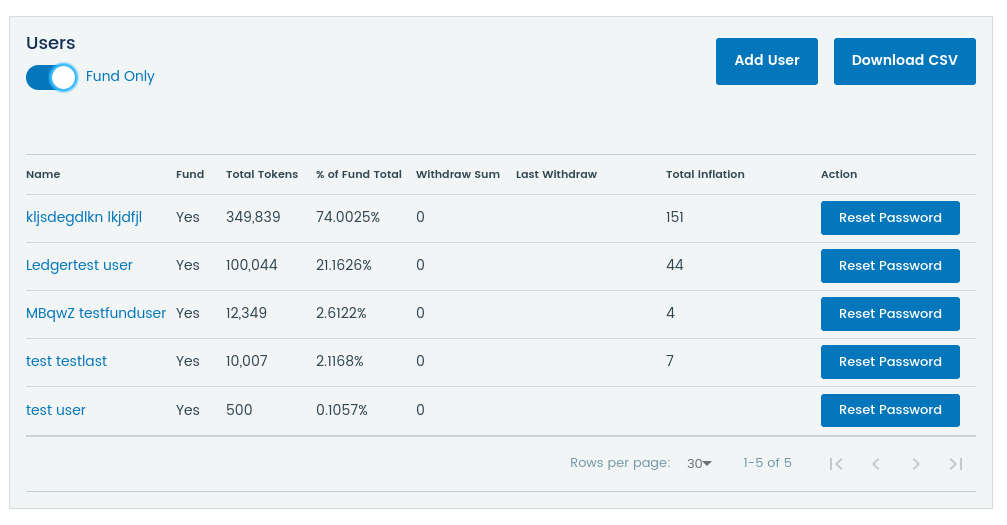 Users
Fund Only
Add User
Download CSV
Name Fund Total Tokens % of Fund Total Withdraw Sum Last Withdraw Total inflation Action
kljsdegdlkn lkjdfjl Yes 349,839 74.0025% 0 151 Reset Password
Ledgertest user Yes 100,044 21.1626% 0 44 Reset Password
MBqwZ testfunduser Yes 12,349 2.6122% 0 4 Reset Password
test testlast Yes 10,007 2.1168% 0 7 Reset Password
test user Yes 500 0.1057% 0 Reset Password
Rows per page: 30 1-5 of 5